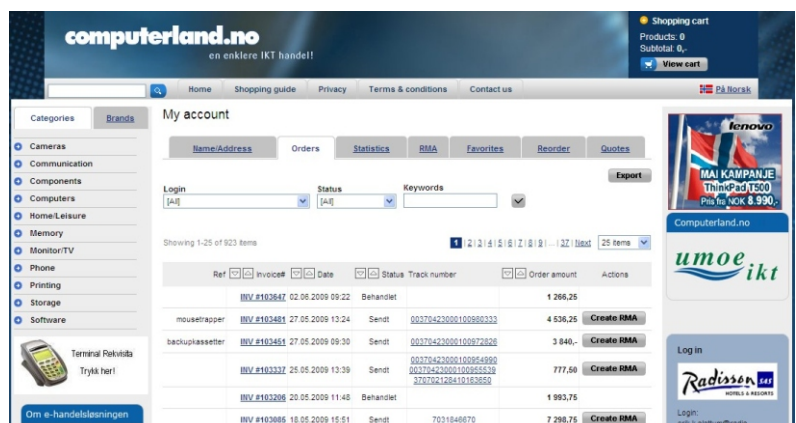 computerland.no
en enklere IKT handel!
Shopping cart
Products: 0
Subtotal: 0,-
View cart
Home Shopping guide Privacy Terms & conditions Contact us
På Norsk
Categories Brands
Cameras
Communication
Components
Computers
Home/Leisure
Memory
Monitor/TV
Phone
Printing
Storage
Software
Terminal Rekvisita
Trykk her!
Om e-handelsløsningen
My account
Name/Address Orders Statistics RMA Favorites Reorder Quotes
Export
Login Status Keywords
[All] [All]
Showing 1-25 of 923 items
1 | 2 | 3 | 4 | 5 | 6 | 7 | 8 | 9 | ... | 37 | Next 25 items
Ref Invoice# Date Status Track number Order amount Actions
INV #103647 02.06.2009 09:22 Behandlet 1 266,25
mousetrapper INV #103481 27.05.2009 13:24 Sendt 00370423000100980333 4 536,25 Create RMA
backupkassetter INV #103451 27.05.2009 09:30 Sendt 00370423000100972826 3 840,- Create RMA
00370423000100954990
INV #103337 25.05.2009 13:39 Sendt 00370423000100955539 777,50 Create RMA
370702128410163650
INV #103206 20.05.2009 11:48 Behandlet 1 993,75
INV #103085 18.05.2009 15:51 Sendt 7031846670 7 298,75 Create RMA
lenovo
MAI KAMPANJE
ThinkPad T500
Pris fra NOK 8.990,-
Computerland.no
umoe
ikt
Log in
Radisson SAS
HOTELS & RESORTS
Login: